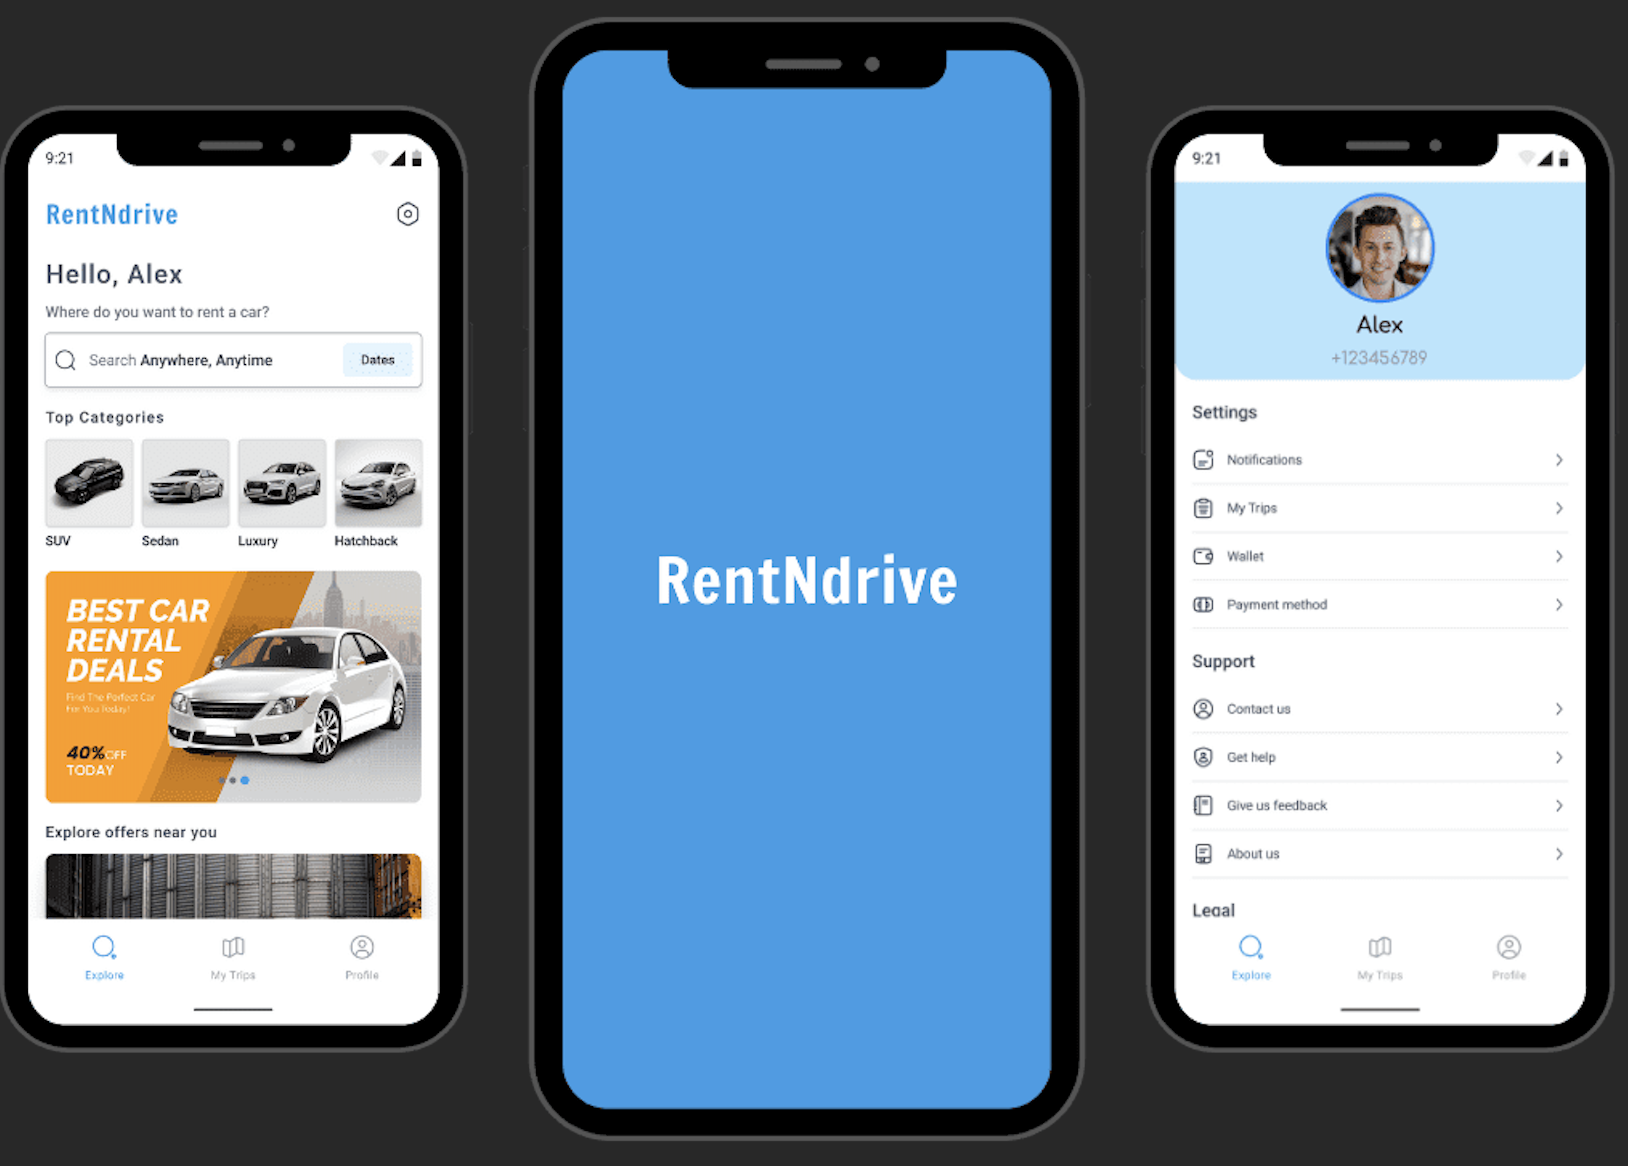 9:21
RentNdrive
Hello, Alex
Where do you want to rent a car?
Search Anywhere, Anytime
Dates
Top Categories
SUV
Sedan
Luxury
Hatchback
BEST CAR
RENTAL
DEALS
Find The Perfect Car
For You Today!
40%OFF
TODAY
Explore offers near you
Explore
My Trips
Profile
RentNdrive
9:21
Alex
+123456789
Settings
Notifications
My Trips
Wallet
Payment method
Support
Contact us
Get help
Give us feedback
About us
Legal
Explore
My Trips
Profile